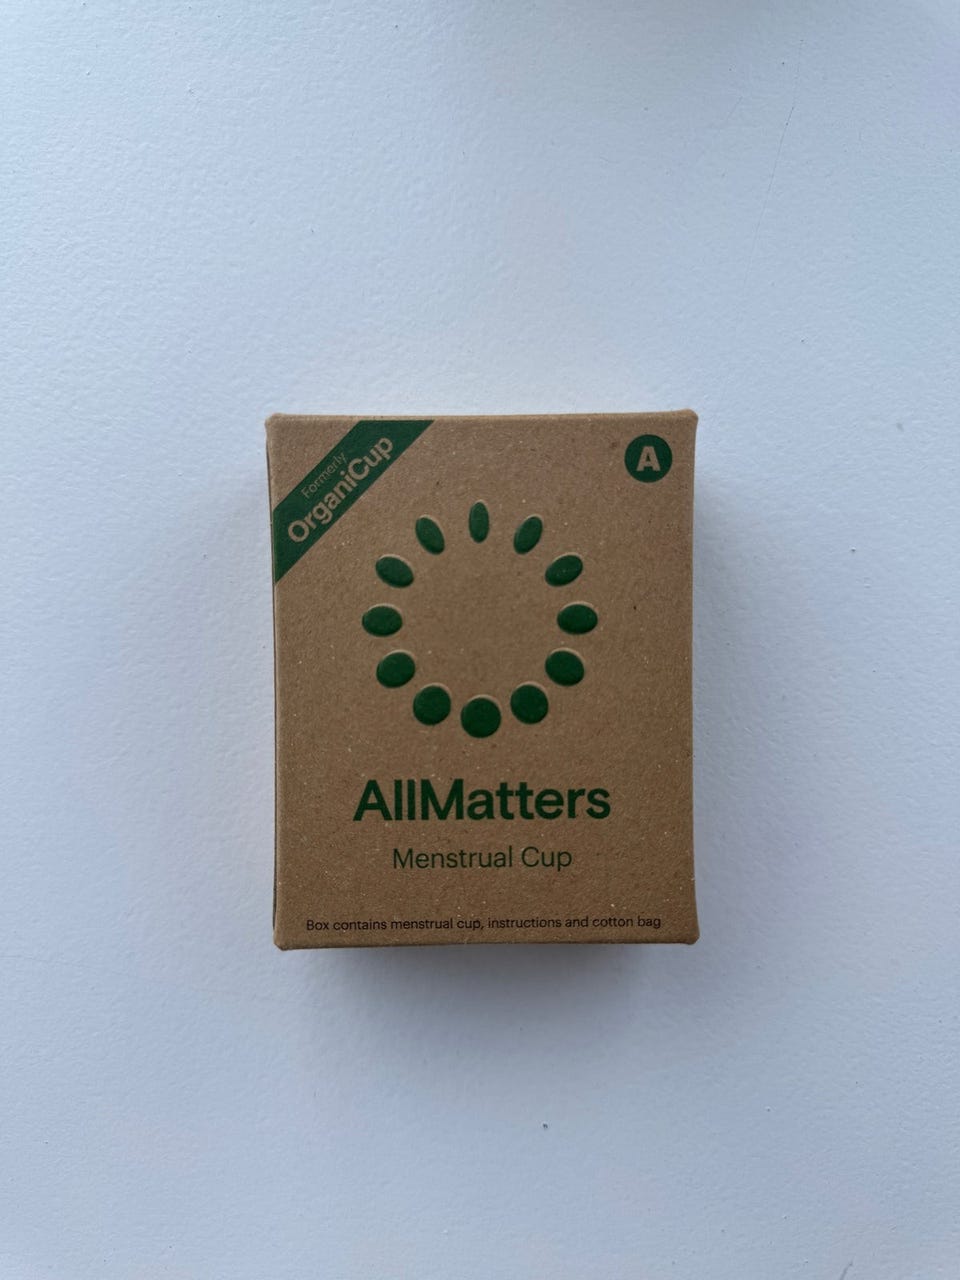 Formerly
OrganiCup
A
AllMatters
Menstrual Cup
Box contains menstrual cup, instructions and cotton bag